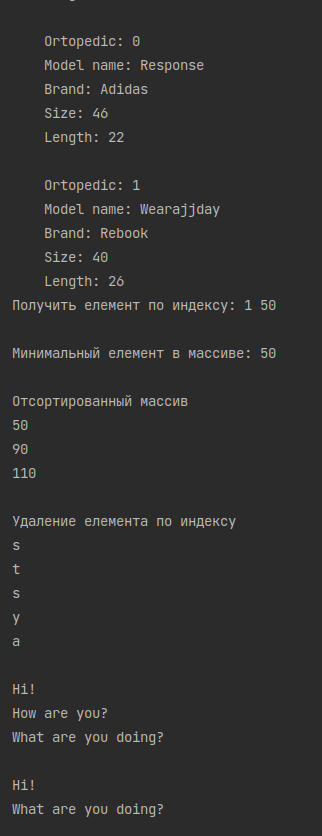 Ortopedic: 0
Model name: Response
Brand: Adidas
Size: 46
Length: 22
Ortopedic: 1
Model name: Wearajjday
Brand: Rebook
Size: 40
Length: 26
Получить елемент по индексу: 1 50
Минимальный елемент в массиве: 50
Отсортированный массив
50
90
110
Удаление елемента по индексу
s
t
s
y
a
Hi!
How are you?
What are you doing?
Hi!
What are you doing?